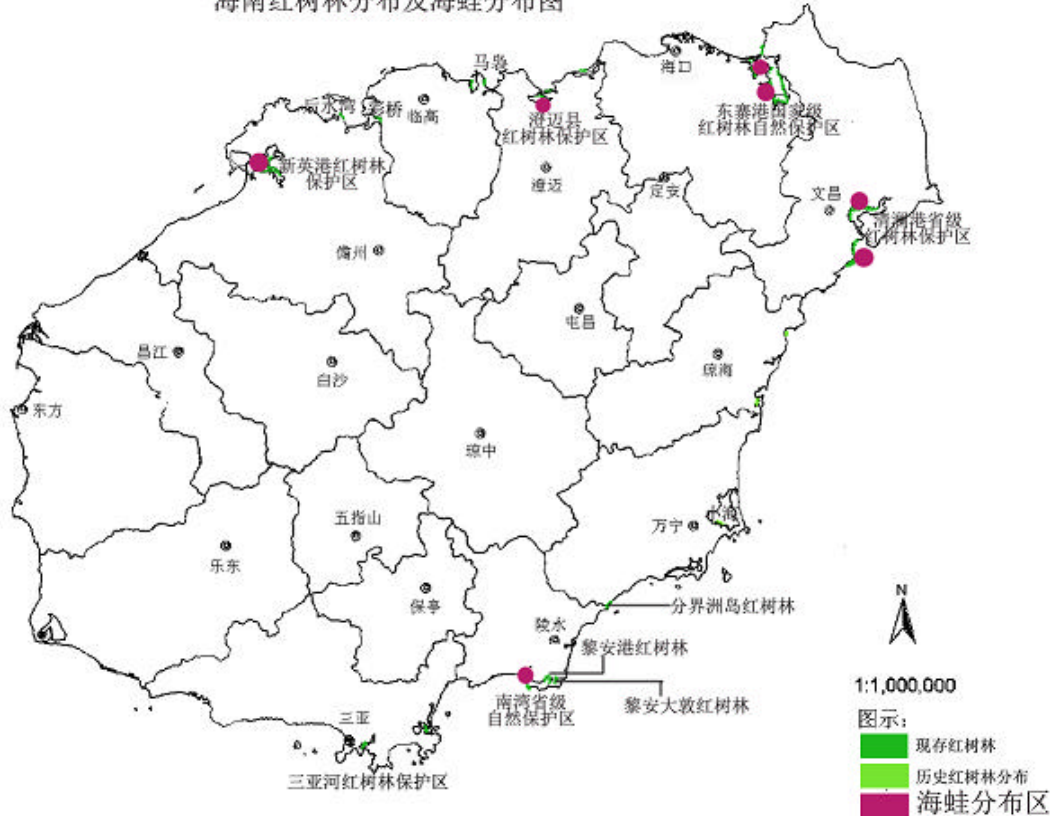 海南红树林分布及海蛙分布图
马袅
海口
后水湾
彩桥
临高
澄迈县
红树林保护区
东寨港国家级
红树林自然保护区
新英港红树林
保护区
澄迈
定安
文昌
清澜港省级
红树林保护区
儋州
屯昌
昌江
白沙
琼海
东方
琼中
五指山
万宁
小海
乐东
保亭
分界洲岛红树林
陵水
黎安港红树林
南湾省级
自然保护区
黎安大敦红树林
三亚
三亚河红树林保护区
N
1:1,000,000
图示：
现存红树林
历史红树林分布
海蛙分布区